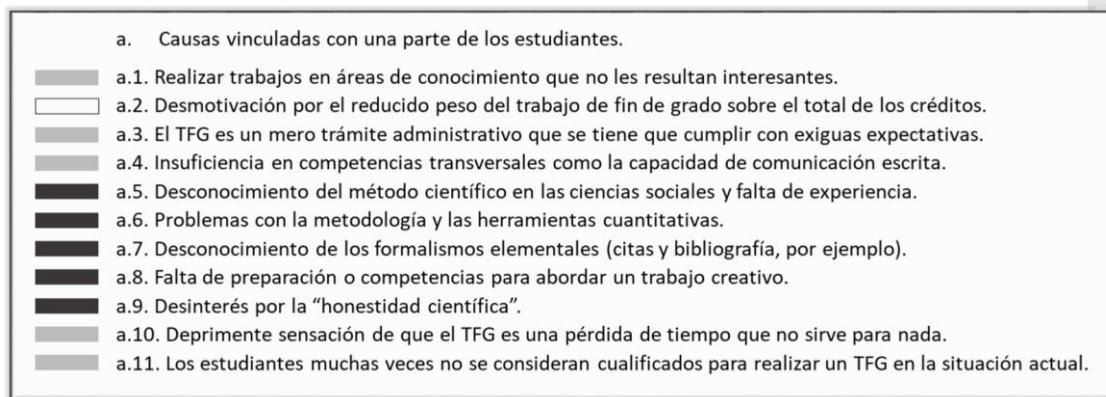 a. Causas vinculadas con una parte de los estudiantes.
a.1. Realizar trabajos en áreas de conocimiento que no les resultan interesantes.
a.2. Desmotivación por el reducido peso del trabajo de fin de grado sobre el total de los créditos.
a.3. El TFG es un mero trámite administrativo que se tiene que cumplir con exiguas expectativas.
a.4. Insuficiencia en competencias transversales como la capacidad de comunicación escrita.
a.5. Desconocimiento del método científico en las ciencias sociales y falta de experiencia.
a.6. Problemas con la metodología y las herramientas cuantitativas.
a.7. Desconocimiento de los formalismos elementales (citas y bibliografía, por ejemplo).
a.8. Falta de preparación o competencias para abordar un trabajo creativo.
a.9. Desinterés por la “honestidad científica”.
a.10. Deprimente sensación de que el TFG es una pérdida de tiempo que no sirve para nada.
a.11. Los estudiantes muchas veces no se consideran cualificados para realizar un TFG en la situación actual.